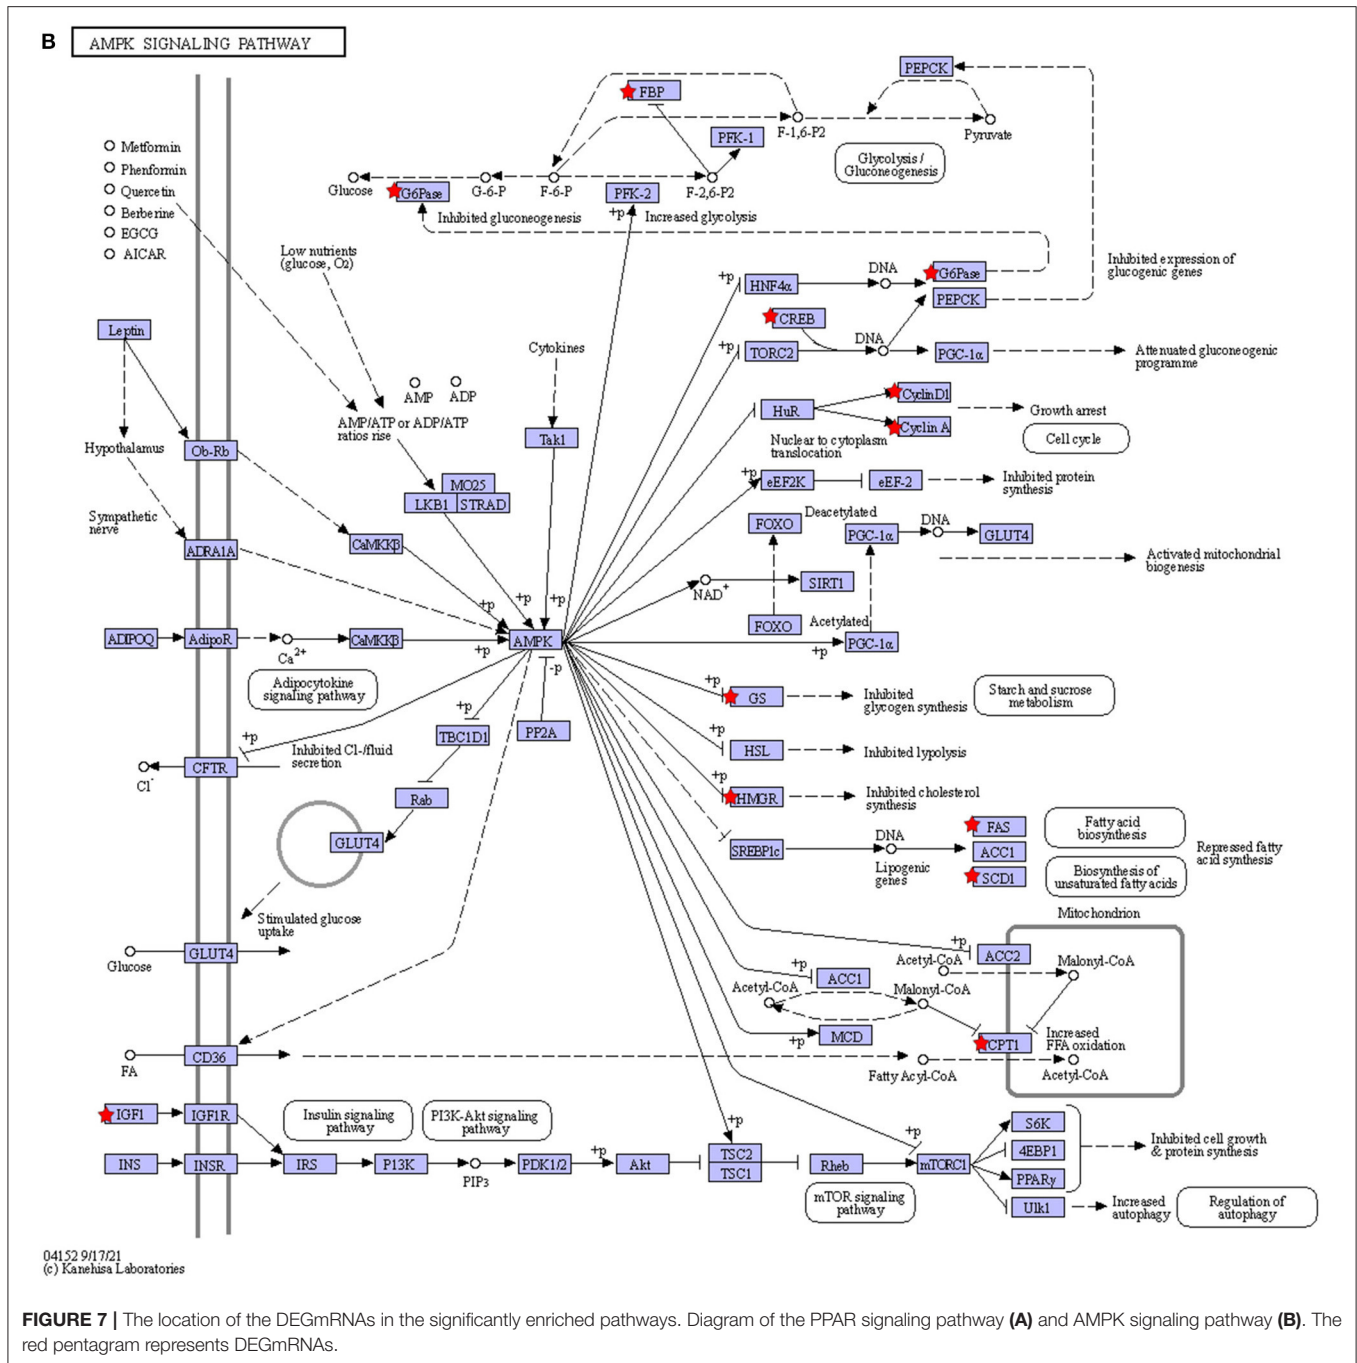 B
AMPK SIGNALING PATHWAY
Metformin
Phenformin
Quercetin
Berberine
EGCG
AICAR
Low nutrients
(glucose, O2)
FBP
PEPCK
F-1,6-P2
Pyruvate
PFK-1
Glycolysis /
Gluconeogenesis
Glucose
G6Pase
G-6-P
F-6-P
PFK-2
F-2,6-P2
+p
Inhibited gluconeogenesis
Increased glycolysis
Inhibited expression of
glucogenic genes
+p
HNF4α
DNA
G6Pase
PEPCK
CREB
+p
TORC2
DNA
PGC-1α
Attenuated gluconeogenic
programme
Leptin
Cytokines
AMP
ADP
AMP/ATP or ADP/ATP
ratios rise
HuR
CyclinD1
Cyclin A
Growth arrest
Cell cycle
Nuclear to cytoplasm
translocation
Hypothalamus
Ob-Rb
Tak1
MO25
LKB1
STRAD
+p
eEF2K
eEF-2
Inhibited protein
synthesis
Sympathetic
nerve
ADRA1A
CaMKKβ
FOXO
Deacetylated
PGC-1α
DNA
GLUT4
Activated mitochondrial
biogenesis
NAD+
SIRT1
+p
+p
+p
FOXO
Acetylated
PGC-1α
+p
ADIPOQ
AdipoR
Ca2+
CaMKKβ
+p
AMPK
-p
Adipocytokine
signaling pathway
+p
GS
Inhibited
glycogen synthesis
Starch and sucrose
metabolism
+p
TBC1D1
PP2A
+p
HSL
Inhibited lypolysis
+p
Inhibited Cl-/fluid
secretion
CFTR
Cl-
Rab
+p
HMGR
Inhibited cholesterol
synthesis
GLUT4
SREBP1c
DNA
Lipogenic
genes
FAS
ACC1
SCD1
Fatty acid
biosynthesis
Biosynthesis of
unsaturated fatty acids
Repressed fatty
acid synthesis
Stimulated glucose
uptake
Mitochondrion
Glucose
GLUT4
+p
ACC2
Acetyl-CoA
Malonyl-CoA
+p
ACC1
Acetyl-CoA
Malonyl-CoA
MCD
+p
CPT1
Increased
FFA oxidation
FA
CD36
Fatty Acyl-CoA
Acetyl-CoA
IGF1
IGF1R
Insulin signaling
pathway
PI3K-Akt signaling
pathway
INS
INSR
IRS
P13K
PIP3
PDK1/2
+p
Akt
+p
TSC2
TSC1
Rheb
+p
mTORC1
mTOR signaling
pathway
S6K
4EBP1
PPARγ
Ulk1
Inhibited cell growth
& protein synthesis
Increased
autophagy
Regulation of
autophagy
04152 9/17/21
(c) Kanehisa Laboratories
FIGURE 7 | The location of the DEGmRNAs in the significantly enriched pathways. Diagram of the PPAR signaling pathway (A) and AMPK signaling pathway (B). The
red pentagram represents DEGmRNAs.